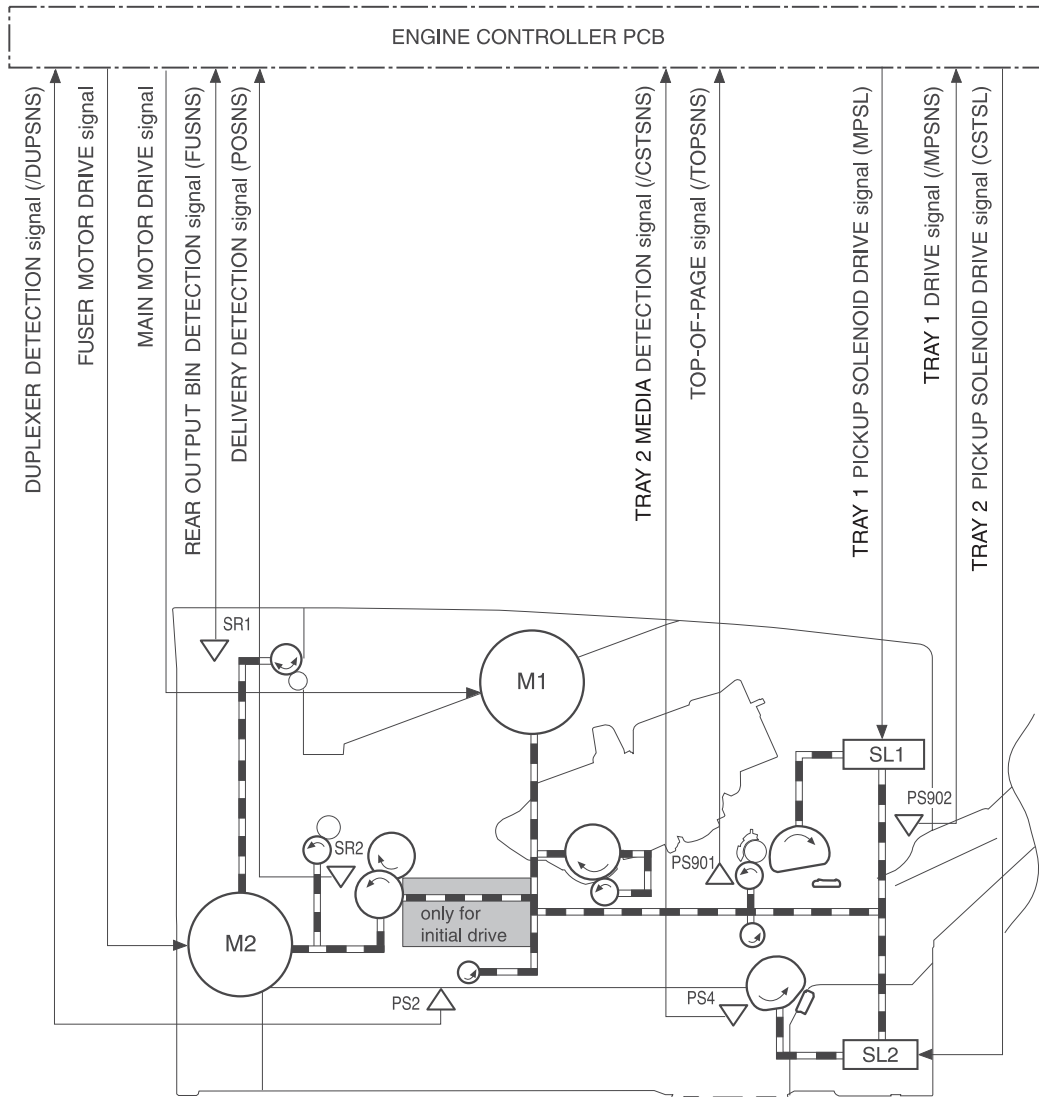 ENGINE CONTROLLER PCB
DUPLEXER DETECTION signal (/DUPSNS)
FUSER MOTOR DRIVE signal
MAIN MOTOR DRIVE signal
REAR OUTPUT BIN DETECTION signal (FUSNS)
DELIVERY DETECTION signal (POSNS)
TRAY 2 MEDIA DETECTION signal (/CSTSNS)
TOP-OF-PAGE signal (/TOPSNS)
TRAY 1 PICKUP SOLENOID DRIVE signal (MPSL)
TRAY 1 DRIVE signal (/MPSNS)
TRAY 2 PICKUP SOLENOID DRIVE signal (CSTSL)
SR1
M1
SL1
PS902
SR2
PS901
only for
initial drive
M2
PS2
PS4
SL2